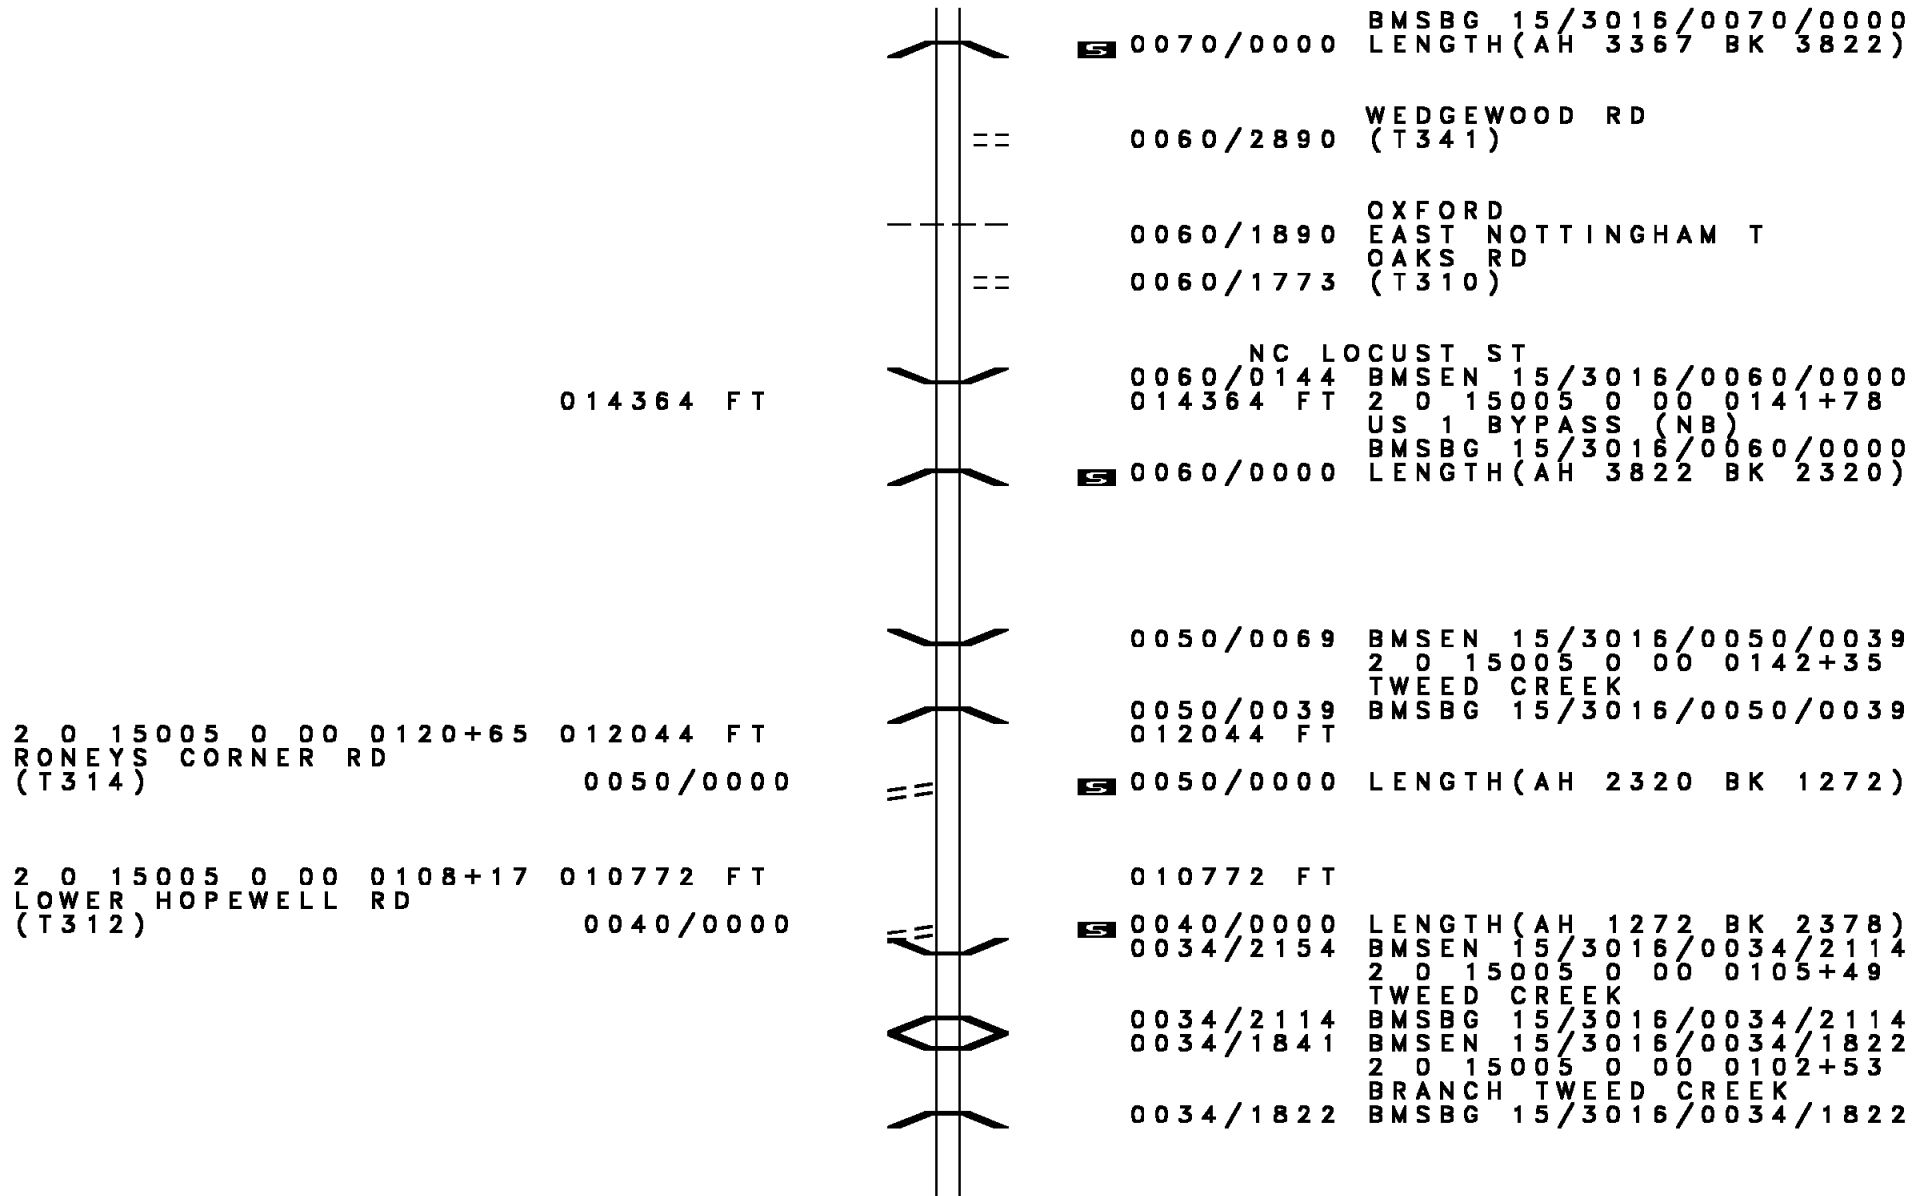 BMSBG 15/3016/0070/0000
S 0070/0000 LENGTH(AH 3367 BK 3822)
WEDGEWOOD RD
0060/2890 (T341)
OXFORD
0060/1890 EAST NOTTINGHAM T
OAKS RD
0060/1773 (T310)
NC LOCUST ST
0060/0144 BMSEN 15/3016/0060/0000
014364 FT 014364 FT 2 0 15005 0 00 0141+78
US 1 BYPASS (NB)
BMSBG 15/3016/0060/0000
S 0060/0000 LENGTH(AH 3822 BK 2320)
0050/0069 BMSEN 15/3016/0050/0039
2 0 15005 0 00 0142+35
TWEED CREEK
0050/0039 BMSBG 15/3016/0050/0039
2 0 15005 0 00 0120+65 012044 FT 012044 FT
RONEYS CORNER RD
(T314) 0050/0000 S 0050/0000 LENGTH(AH 2320 BK 1272)
2 0 15005 0 00 0108+17 010772 FT 010772 FT
LOWER HOPEWELL RD
(T312) 0040/0000 S 0040/0000 LENGTH(AH 1272 BK 2378)
0034/2154 BMSEN 15/3016/0034/2114
2 0 15005 0 00 0105+49
TWEED CREEK
0034/2114 BMSBG 15/3016/0034/2114
0034/1841 BMSEN 15/3016/0034/1822
2 0 15005 0 00 0102+53
BRANCH TWEED CREEK
0034/1822 BMSBG 15/3016/0034/1822